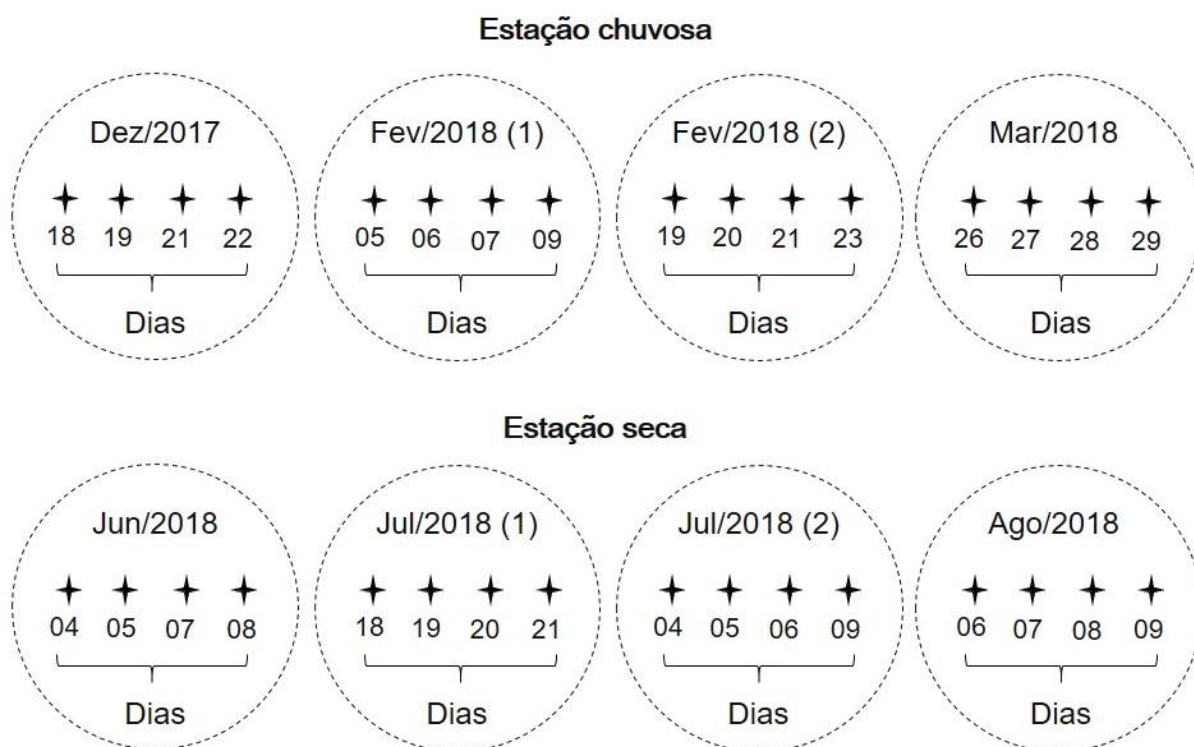 Estação chuvosa
Dez/2017
18 19 21 22
Dias
Fev/2018 (1)
05 06 07 09
Dias
Fev/2018 (2)
19 20 21 23
Dias
Mar/2018
26 27 28 29
Dias
Estação seca
Jun/2018
04 05 07 08
Dias
Jul/2018 (1)
18 19 20 21
Dias
Jul/2018 (2)
04 05 06 09
Dias
Ago/2018
06 07 08 09
Dias